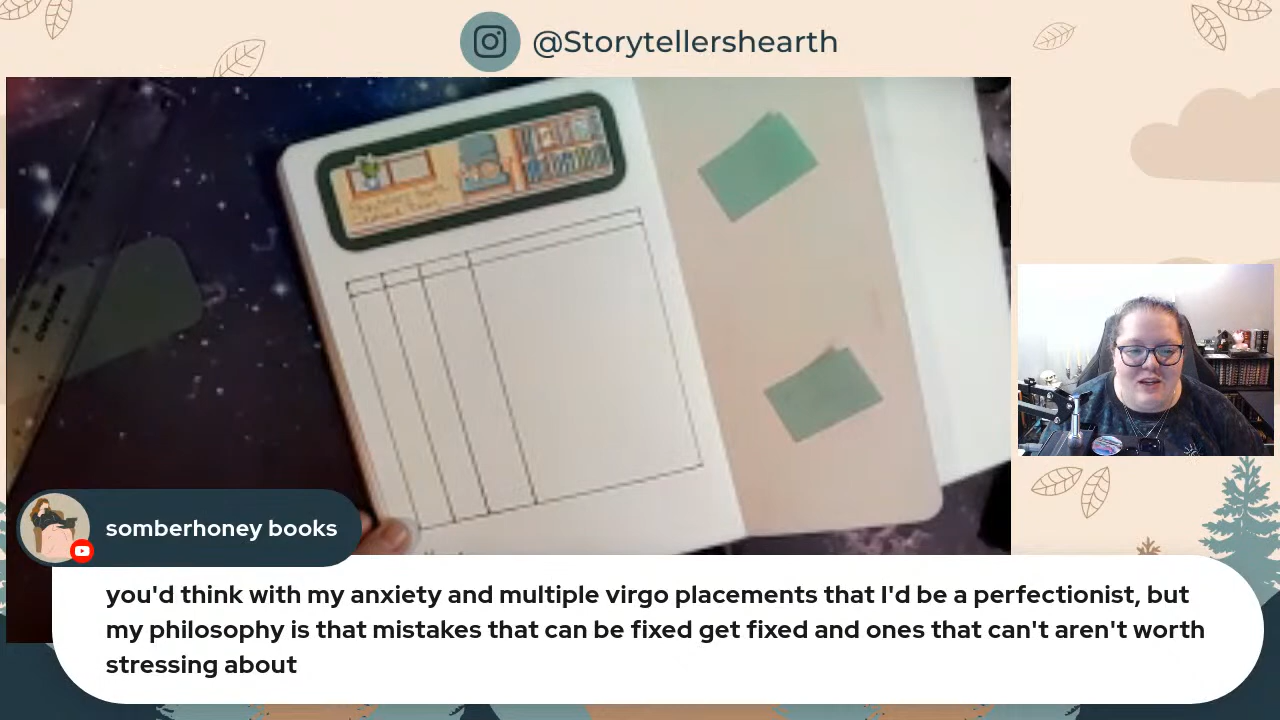 @Storytellershearth
somberhoney books
you'd think with my anxiety and multiple virgo placements that I'd be a perfectionist, but
my philosophy is that mistakes that can be fixed get fixed and ones that can't aren't worth
stressing about